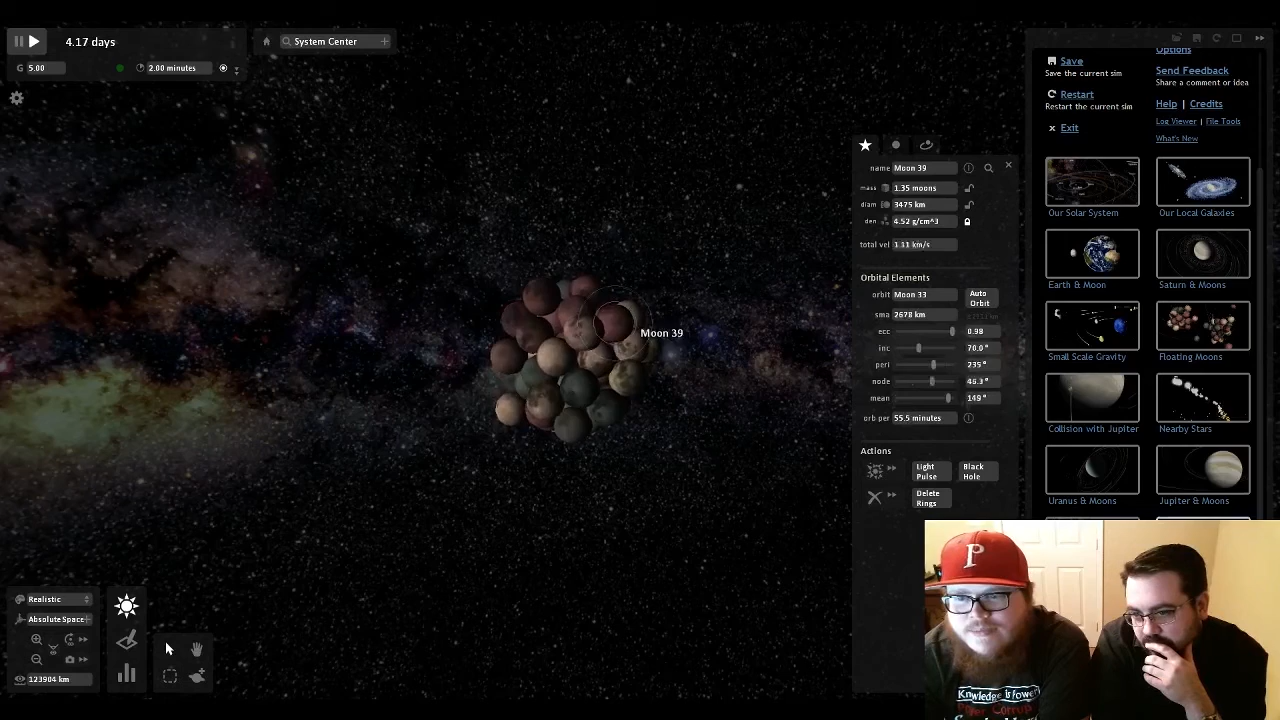 4.17 days
G 5.00
2.00 minutes
System Center
Options
Save
Save the current sim
Send Feedback
Share a comment or idea
Restart
Restart the current sim
Help | Credits
Exit
Log Viewer | File Tools
What's New
Our Solar System
Our Local Galaxies
Earth & Moon
Saturn & Moons
Small Scale Gravity
Floating Moons
Collision with Jupiter
Nearby Stars
Uranus & Moons
Jupiter & Moons
name Moon 39
mass 1.35 moons
diam 3475 km
den 4.52 g/cm^3
total vel 1.11 km/s
Orbital Elements
orbit Moon 33
Auto Orbit
sma 2678 km
ecc 0.98
inc 70.0°
peri 235°
node 46.3°
mean 149°
orb per 55.5 minutes
Actions
Light Pulse
Black Hole
Delete Rings
Moon 39
Realistic
Absolute Space
123904 km
P
Knowledge is Power